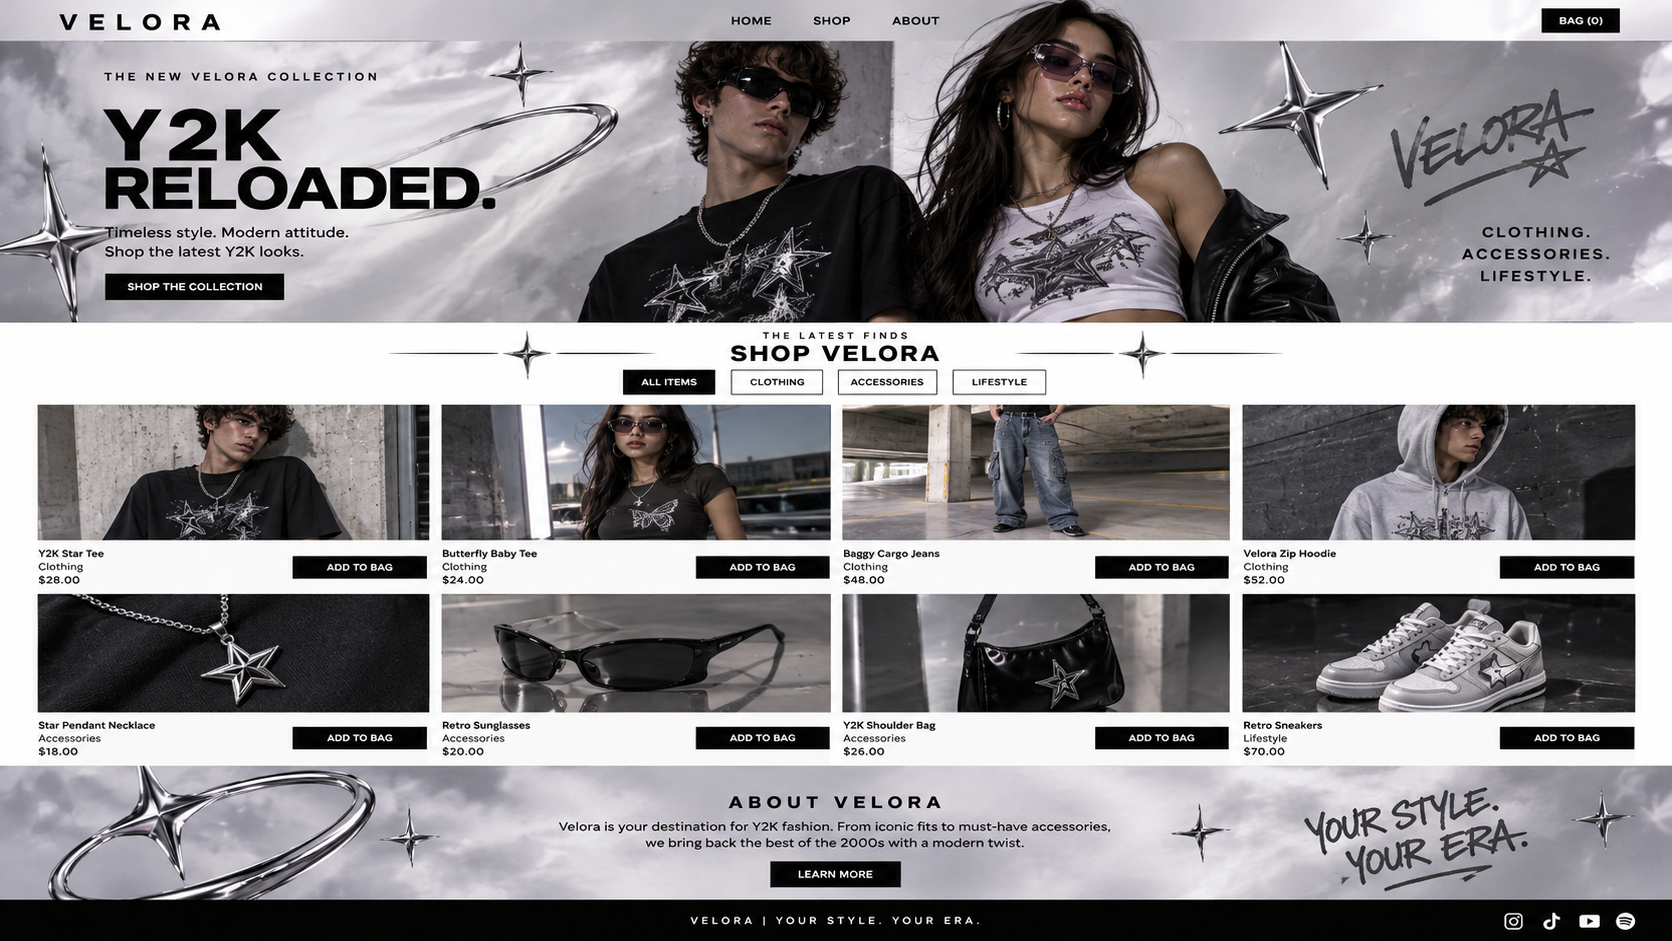 VELORA
HOME
SHOP
ABOUT
BAG (0)
THE NEW VELORA COLLECTION
Y2K
RELOADED.
Timeless style. Modern attitude.
Shop the latest Y2K looks.
SHOP THE COLLECTION
VELORA
CLOTHING.
ACCESSORIES.
LIFESTYLE.
THE LATEST FINDS
SHOP VELORA
ALL ITEMS
CLOTHING
ACCESSORIES
LIFESTYLE
Y2K Star Tee
Clothing
$28.00
ADD TO BAG
Butterfly Baby Tee
Clothing
$24.00
ADD TO BAG
Baggy Cargo Jeans
Clothing
$48.00
ADD TO BAG
Velora Zip Hoodie
Clothing
$52.00
ADD TO BAG
Star Pendant Necklace
Accessories
$18.00
ADD TO BAG
Retro Sunglasses
Accessories
$20.00
ADD TO BAG
Y2K Shoulder Bag
Accessories
$26.00
ADD TO BAG
Retro Sneakers
Lifestyle
$70.00
ADD TO BAG
ABOUT VELORA
Velora is your destination for Y2K fashion. From iconic fits to must-have accessories,
we bring back the best of the 2000s with a modern twist.
LEARN MORE
YOUR STYLE.
YOUR ERA.
VELORA | YOUR STYLE. YOUR ERA.